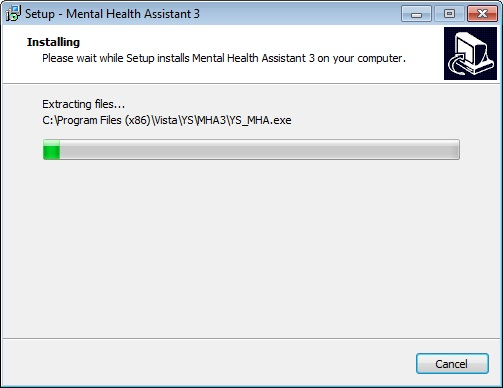 Setup - Mental Health Assistant 3
Installing
Please wait while Setup installs Mental Health Assistant 3 on your computer.
Extracting files...
C:\Program Files (x86)\Vista\YS\MHA3\YS_MHA.exe
Cancel